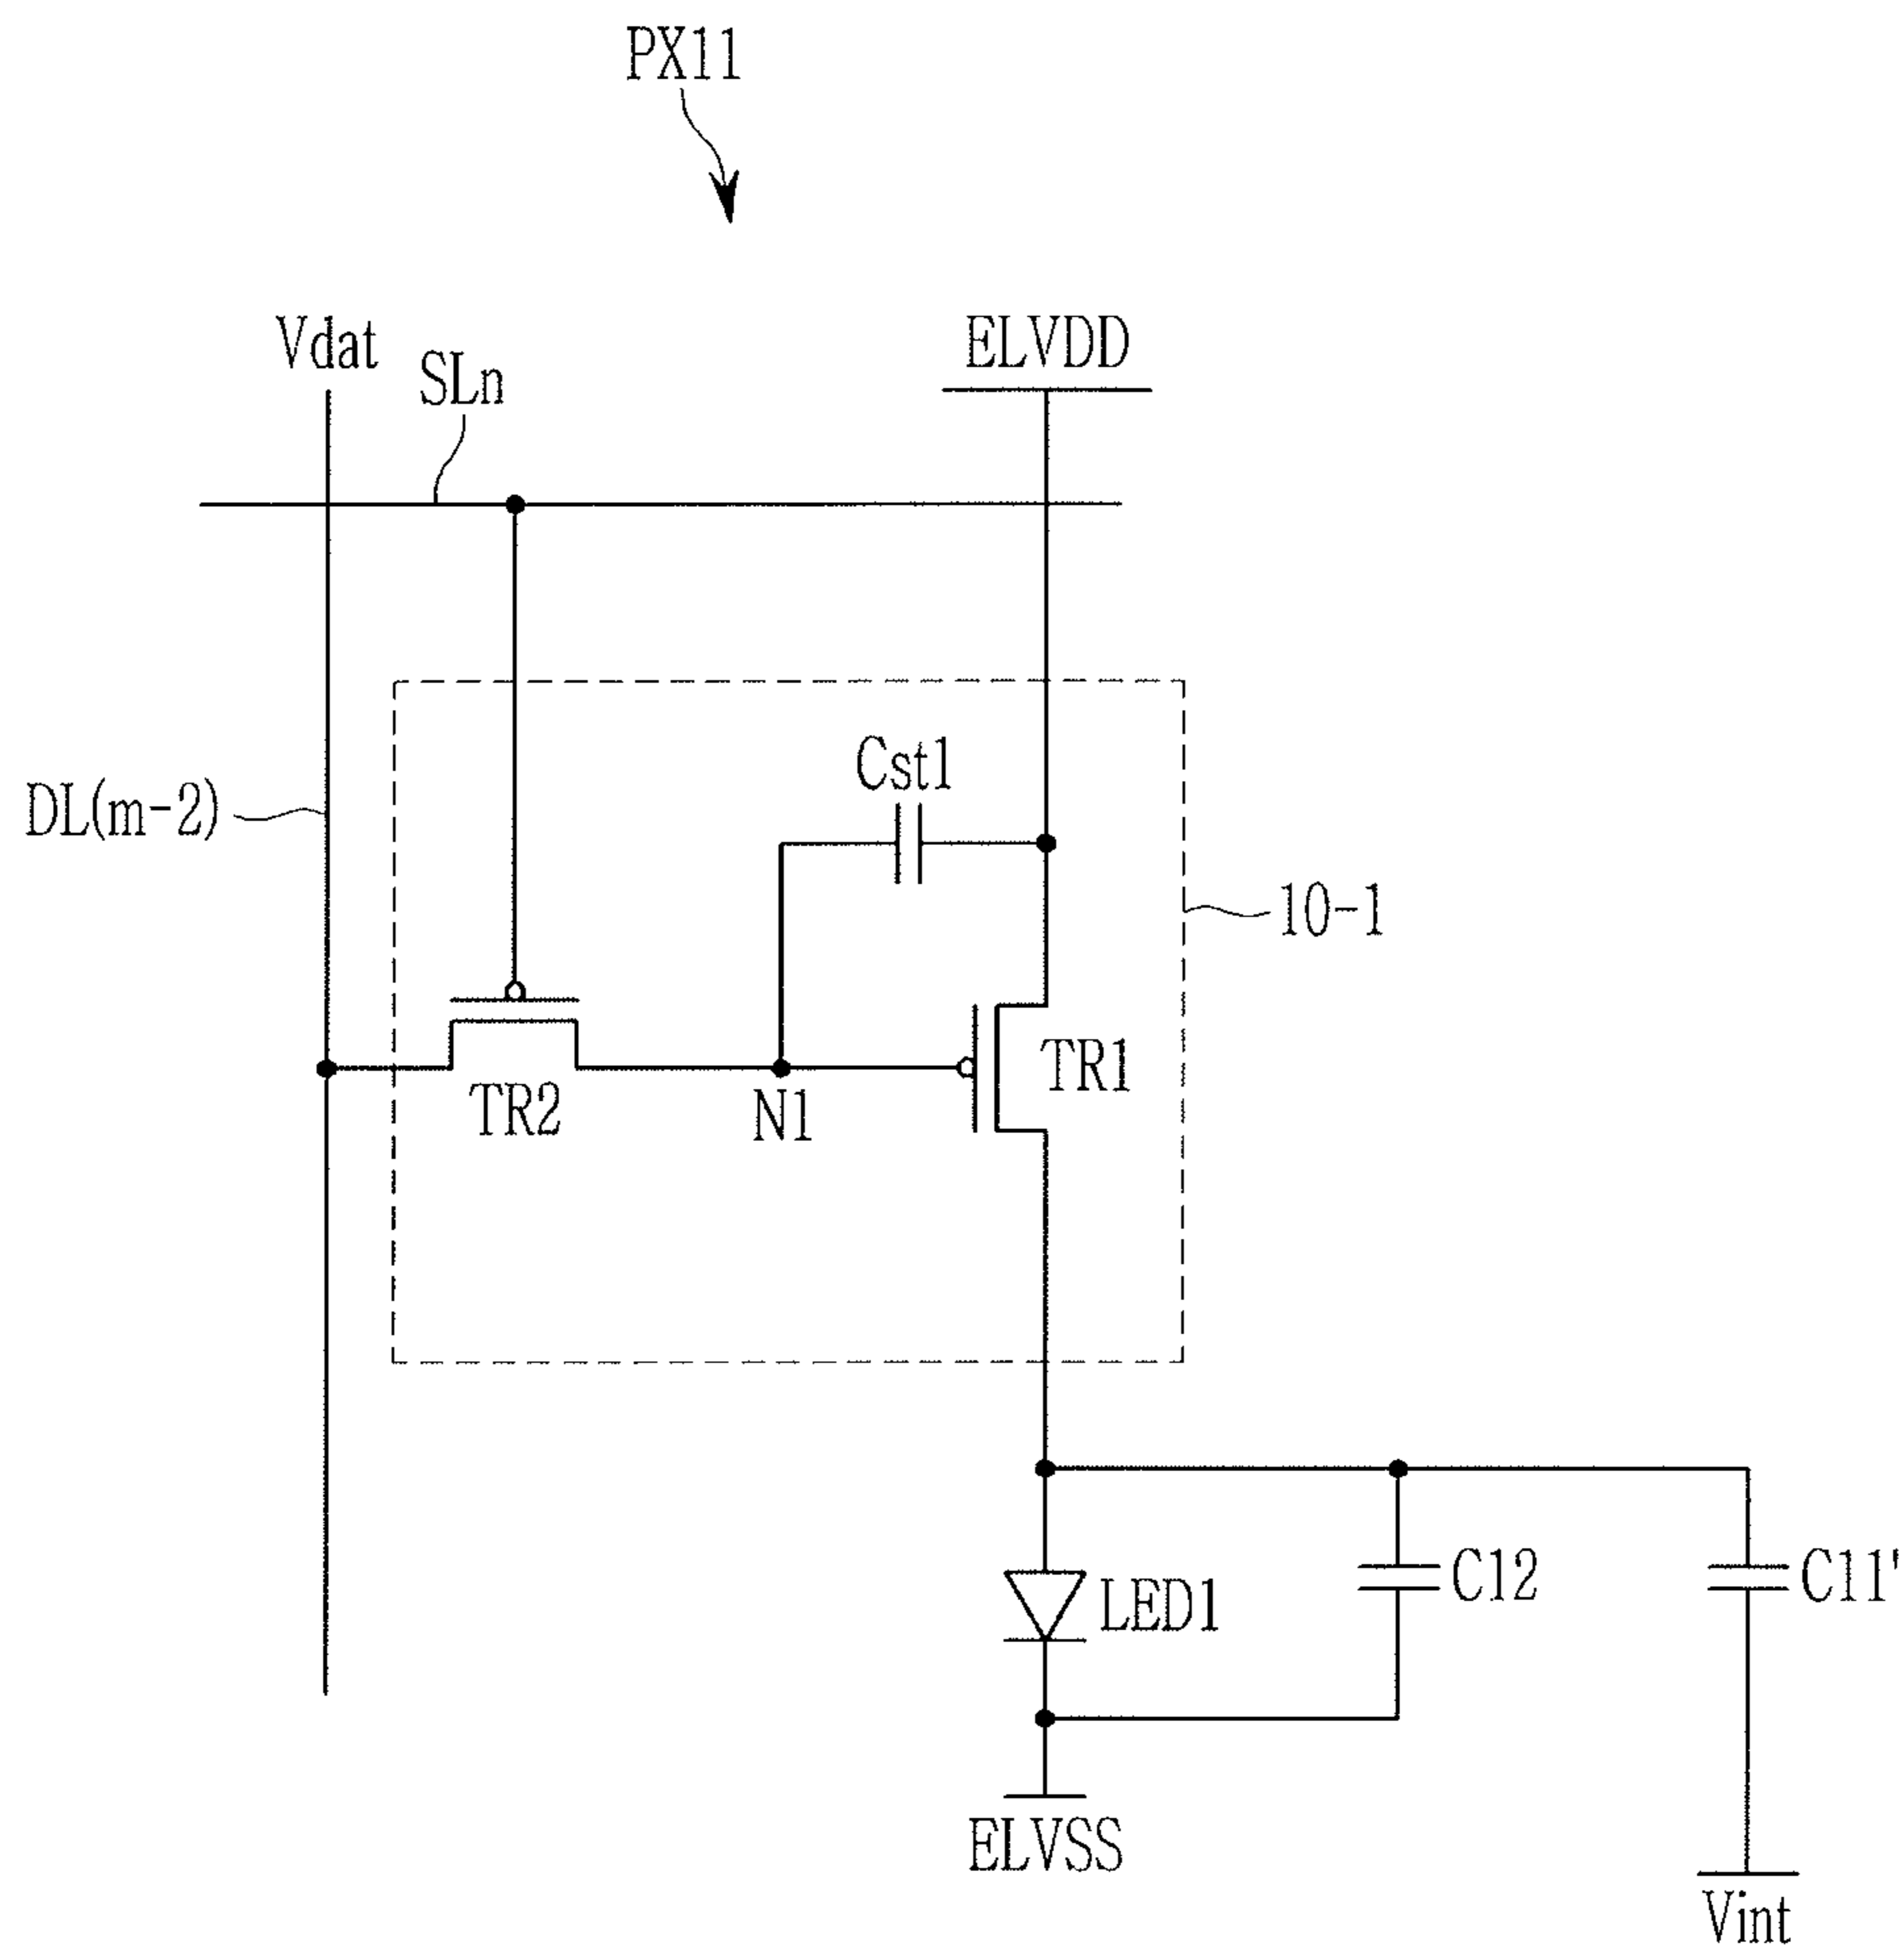 PX11
Vdat
SLn
ELVDD
Cst1
DL(m-2)
10-1
TR2
N1
TR1
LED1
C12
C11'
ELVSS
Vint